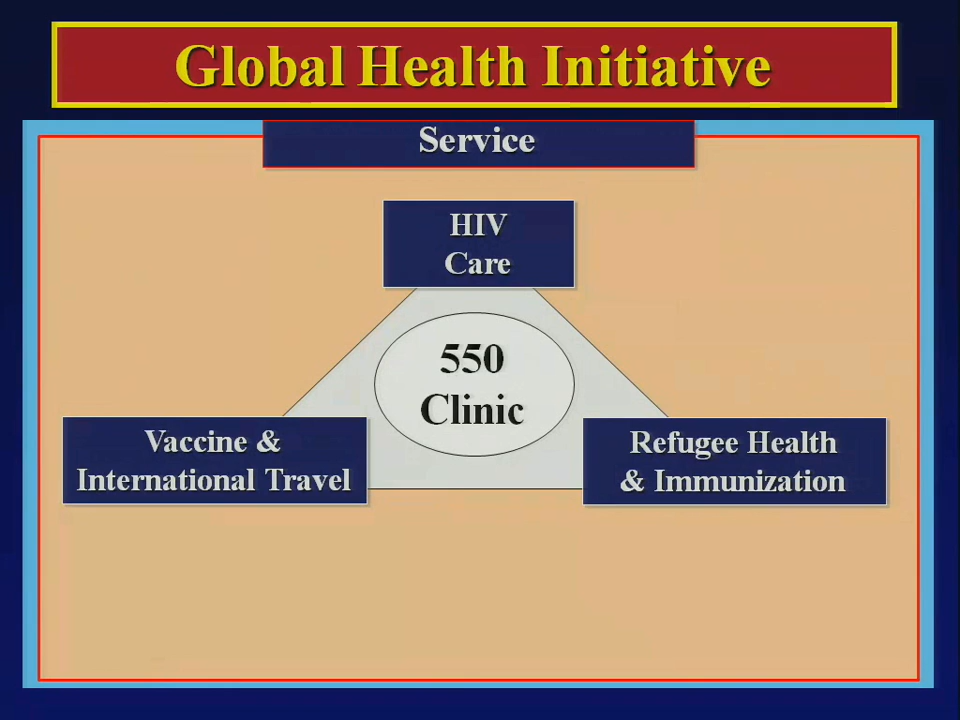 Global Health Initiative
Service
HIV
Care
550
Clinic
Vaccine &
International Travel
Refugee Health
& Immunization